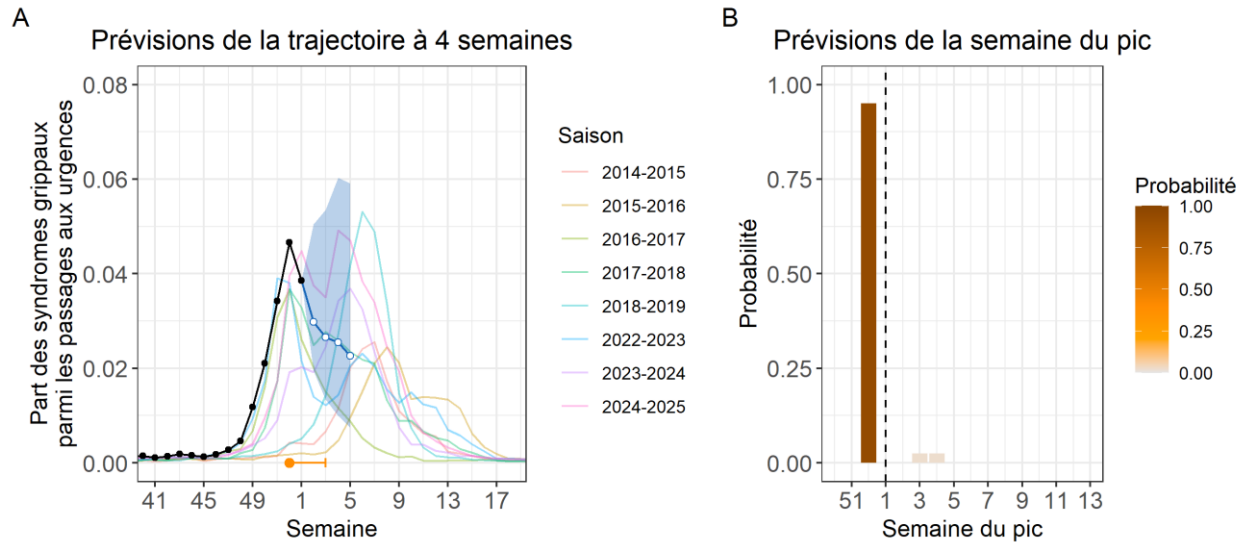 A
Prévisions de la trajectoire à 4 semaines
Part des syndromes grippaux
parmi les passages aux urgences
0.08
0.06
0.04
0.02
0.00
41 45 49 1 5 9 13 17
Semaine
Saison
2014-2015
2015-2016
2016-2017
2017-2018
2018-2019
2022-2023
2023-2024
2024-2025
B
Prévisions de la semaine du pic
Probabilité
1.00
0.75
0.50
0.25
0.00
51 1 3 5 7 9 11 13
Semaine du pic
Probabilité
1.00
0.75
0.50
0.25
0.00